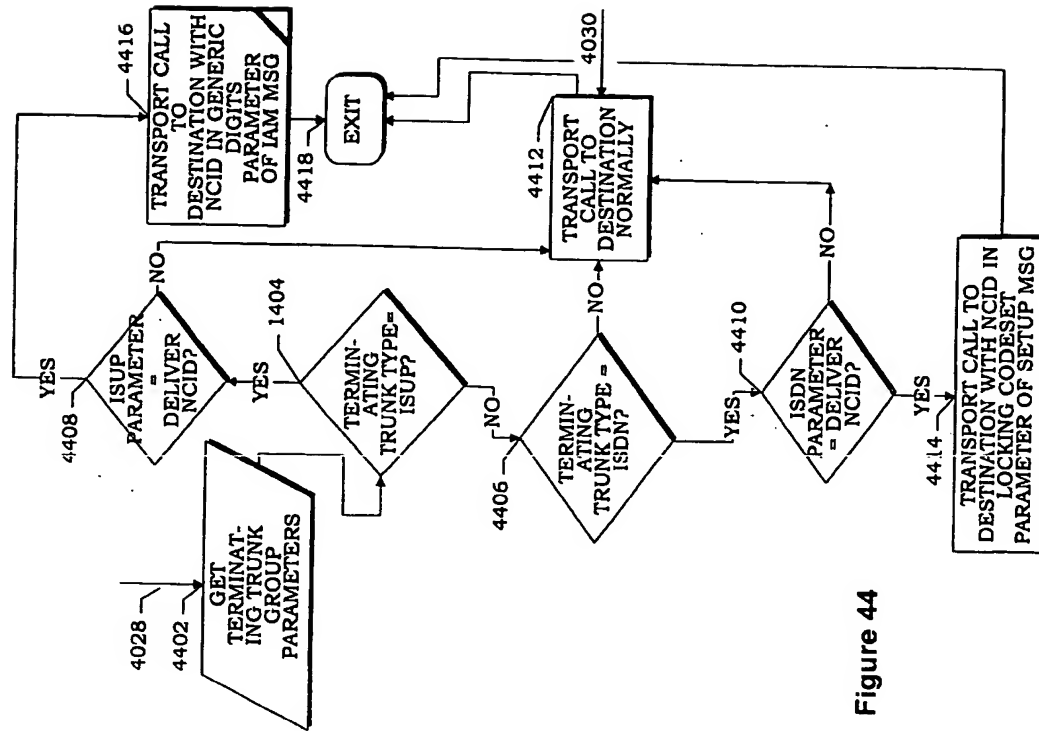 4028
4402
GET
TERMINAT-
ING TRUNK
GROUP
PARAMETERS
1404
TERMIN-
ATING
TRUNK TYPE=
ISUP?
YES
NO
4408
ISUP
PARAMETER
=
DELIVER
NCID?
YES
NO
4416
TRANSPORT CALL
TO
DESTINATION WITH
NCID IN GENERIC
DIGITS
PARAMETER
OF IAM MSG
4418
EXIT
4406
TERMIN-
ATING
TRUNK TYPE =
ISDN?
NO
YES
4412
TRANSPORT
CALL TO
DESTINATION
NORMALLY
4030
4410
ISDN
PARAMETER
= DELIVER
NCID?
NO
YES
4414
TRANSPORT CALL TO
DESTINATION WITH NCID IN
LOCKING CODESET
PARAMETER OF SETUP MSG
Figure 44